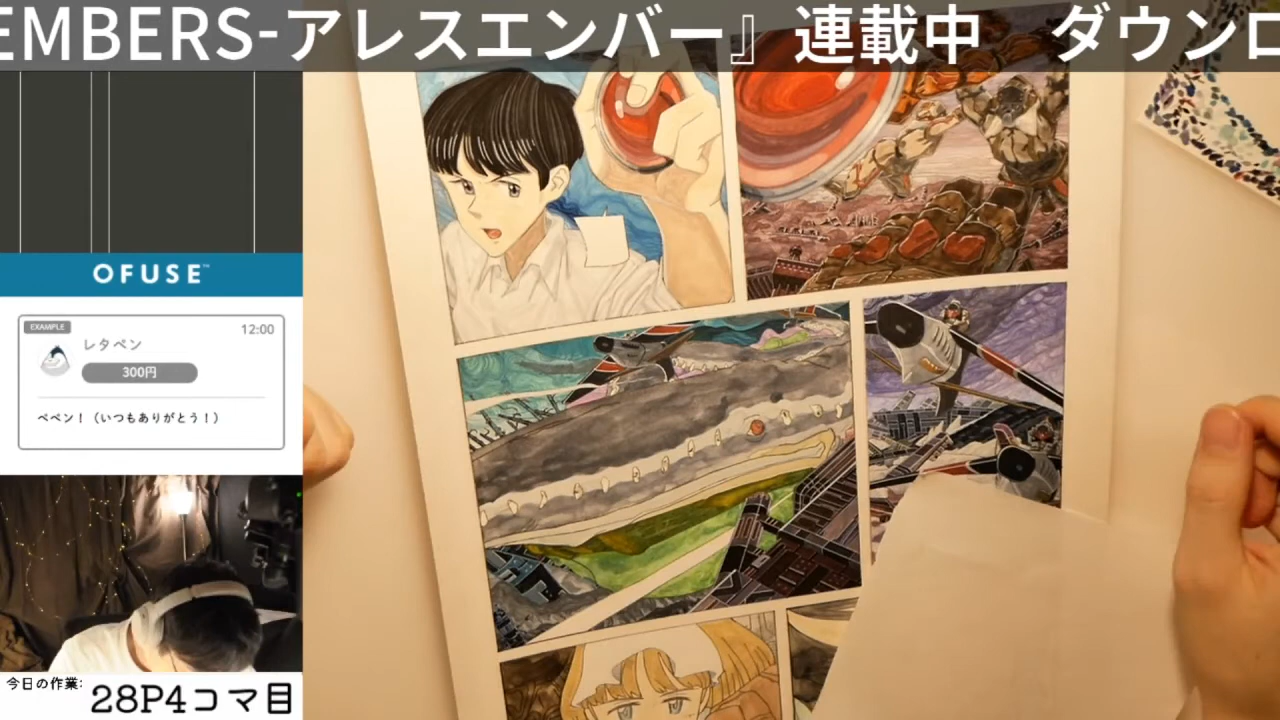 EMBERS-アレスエンバー』連載中　ダウンロ
OFUSE™
EXAMPLE
12:00
レタペン
300円
ペペン！（いつもありがとう！）
今日の作業:
28P4コマ目